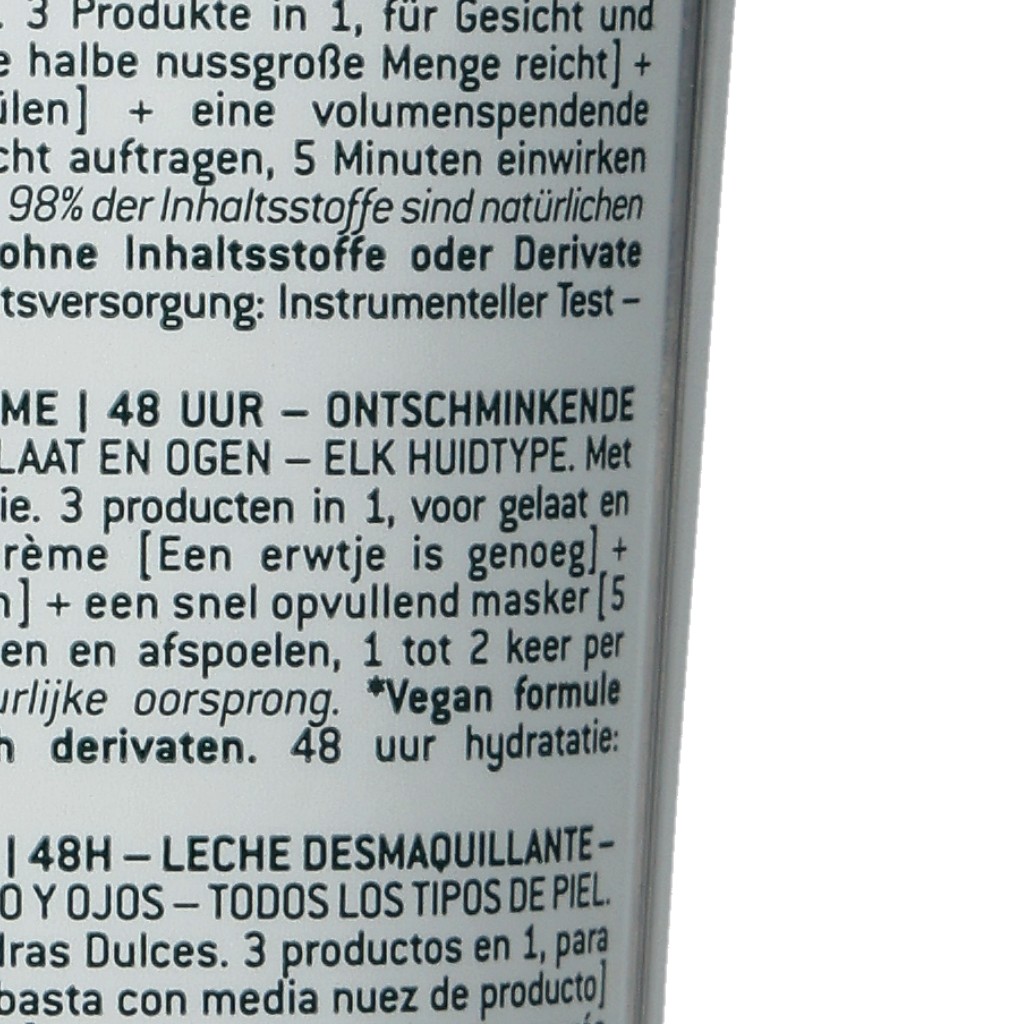 . 3 Produkte in 1, für Gesicht und
halbe nussgroße Menge reicht] +
] + eine volumenspendende
auftragen, 5 Minuten einwirken
98% der Inhaltsstoffe sind natürlichen
ohne Inhaltsstoffe oder Derivate
tsversorgung: Instrumenteller Test –
ME | 48 UUR – ONTSCHMINKENDE
LAAT EN OGEN – ELK HUIDTYPE. Met
ie. 3 producten in 1, voor gelaat en
rème [Een erwtje is genoeg] +
] + een snel opvullend masker [5
en en afspoelen, 1 tot 2 keer per
urlijke oorsprong. *Vegan formule
derivaten. 48 uur hydratatie:
| 48H – LECHE DESMAQUILLANTE –
O Y OJOS – TODOS LOS TIPOS DE PIEL.
dras Dulces. 3 productos en 1, para
basta con media nuez de producto]